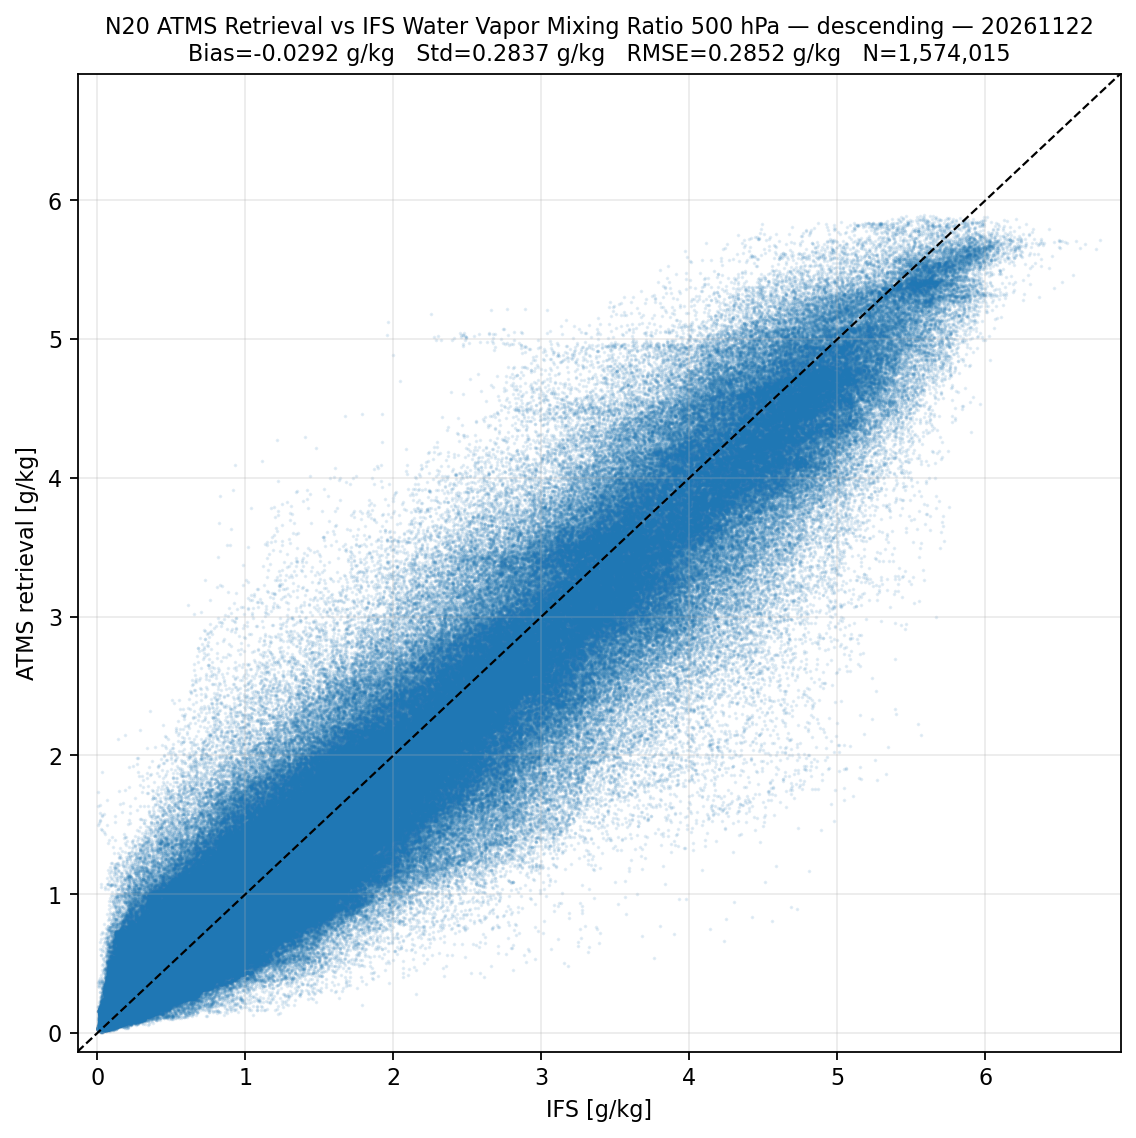 N20 ATMS Retrieval vs IFS Water Vapor Mixing Ratio 500 hPa — descending — 20261122
Bias=-0.0292 g/kg   Std=0.2837 g/kg   RMSE=0.2852 g/kg   N=1,574,015
ATMS retrieval [g/kg]
6
5
4
3
2
1
0
0 1 2 3 4 5 6
IFS [g/kg]